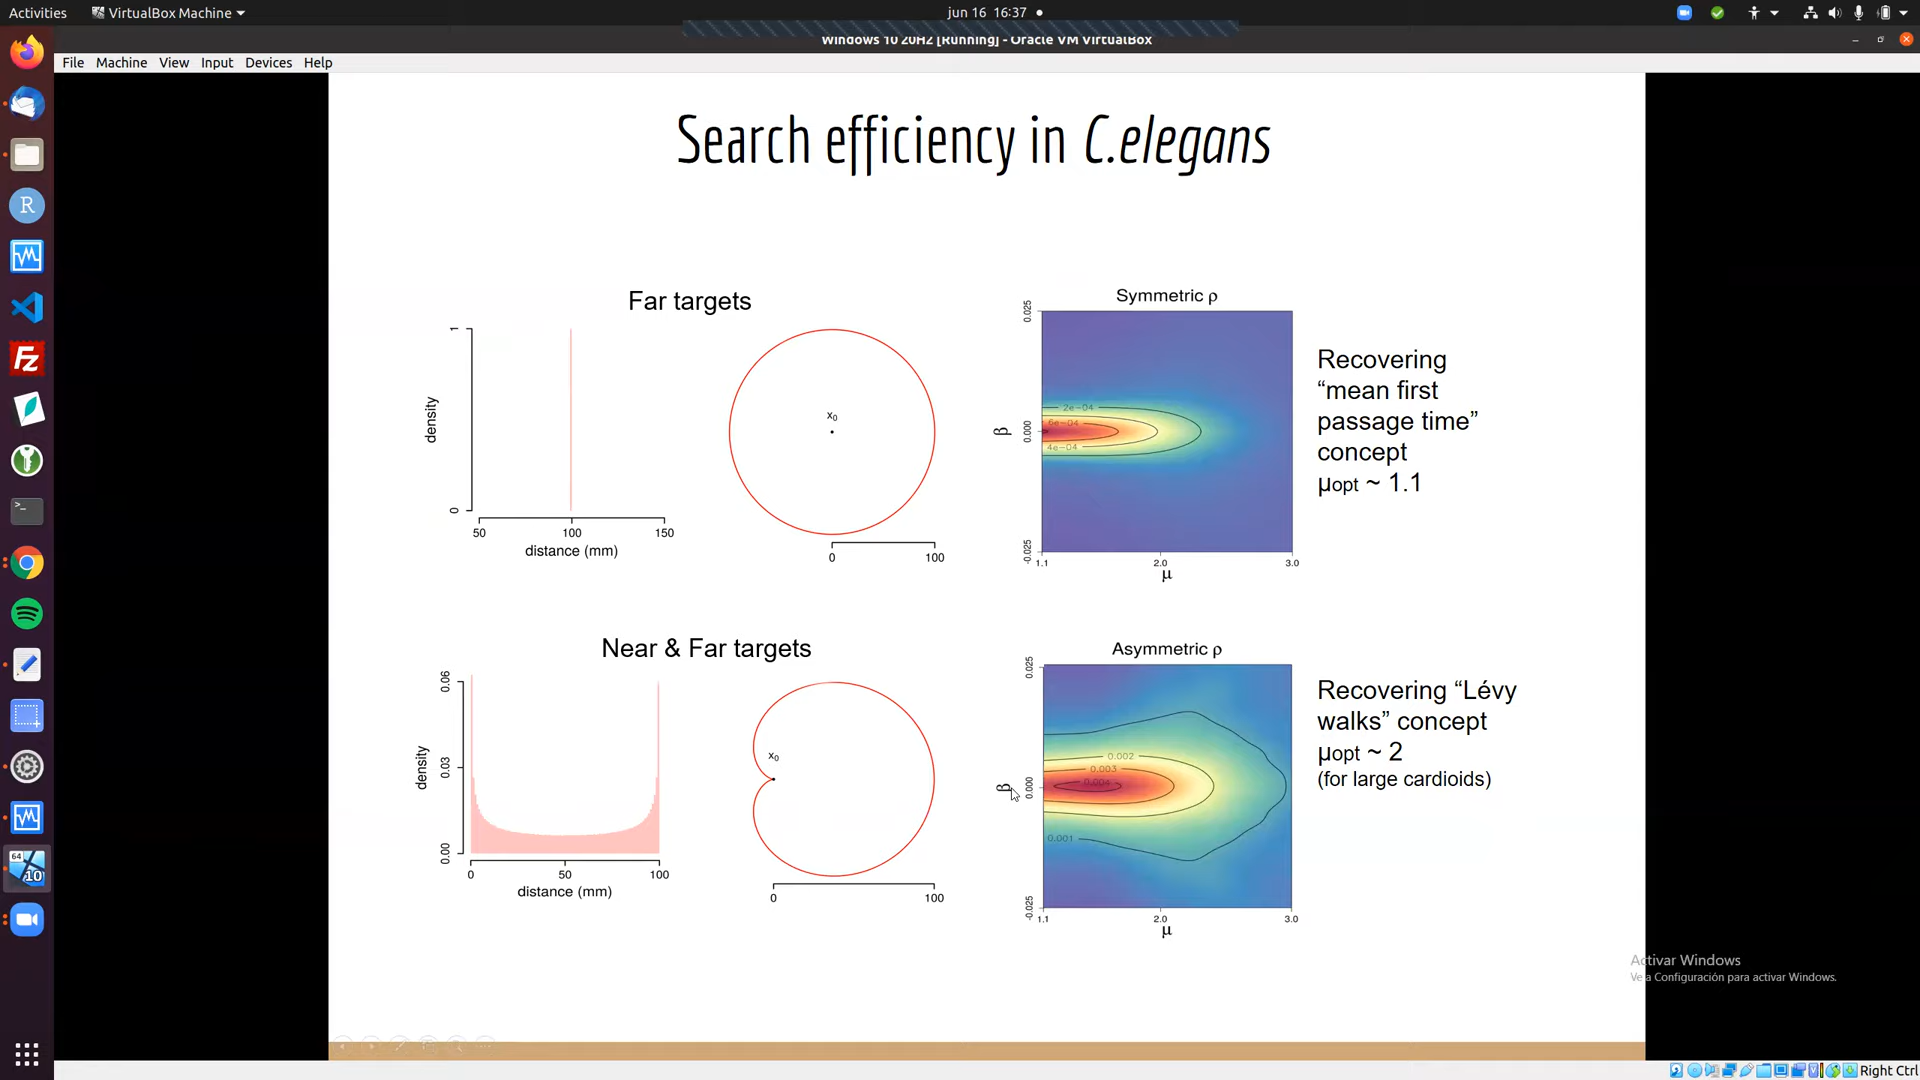 Activities
VirtualBox Machine
jun 16 16:37
Windows 10 20H2 [Running] - Oracle VM VirtualBox
File Machine View Input Devices Help
Search efficiency in C.elegans
Far targets
density
0
1
50
100
150
distance (mm)
x0
0
100
Symmetric ρ
β
-0.025
0.000
0.025
2e-04
6e-04
4e-04
1.1
2.0
3.0
μ
Recovering
“mean first
passage time”
concept
μopt ~ 1.1
Near & Far targets
density
0.00
0.03
0.06
0
50
100
distance (mm)
x0
0
100
Asymmetric ρ
β
-0.025
0.000
0.025
0.002
0.003
0.004
0.001
1.1
2.0
3.0
μ
Recovering “Lévy
walks” concept
μopt ~ 2
(for large cardioids)
Activar Windows
Ve a Configuración para activar Windows.
R
Fz
64
10
Right Ctrl